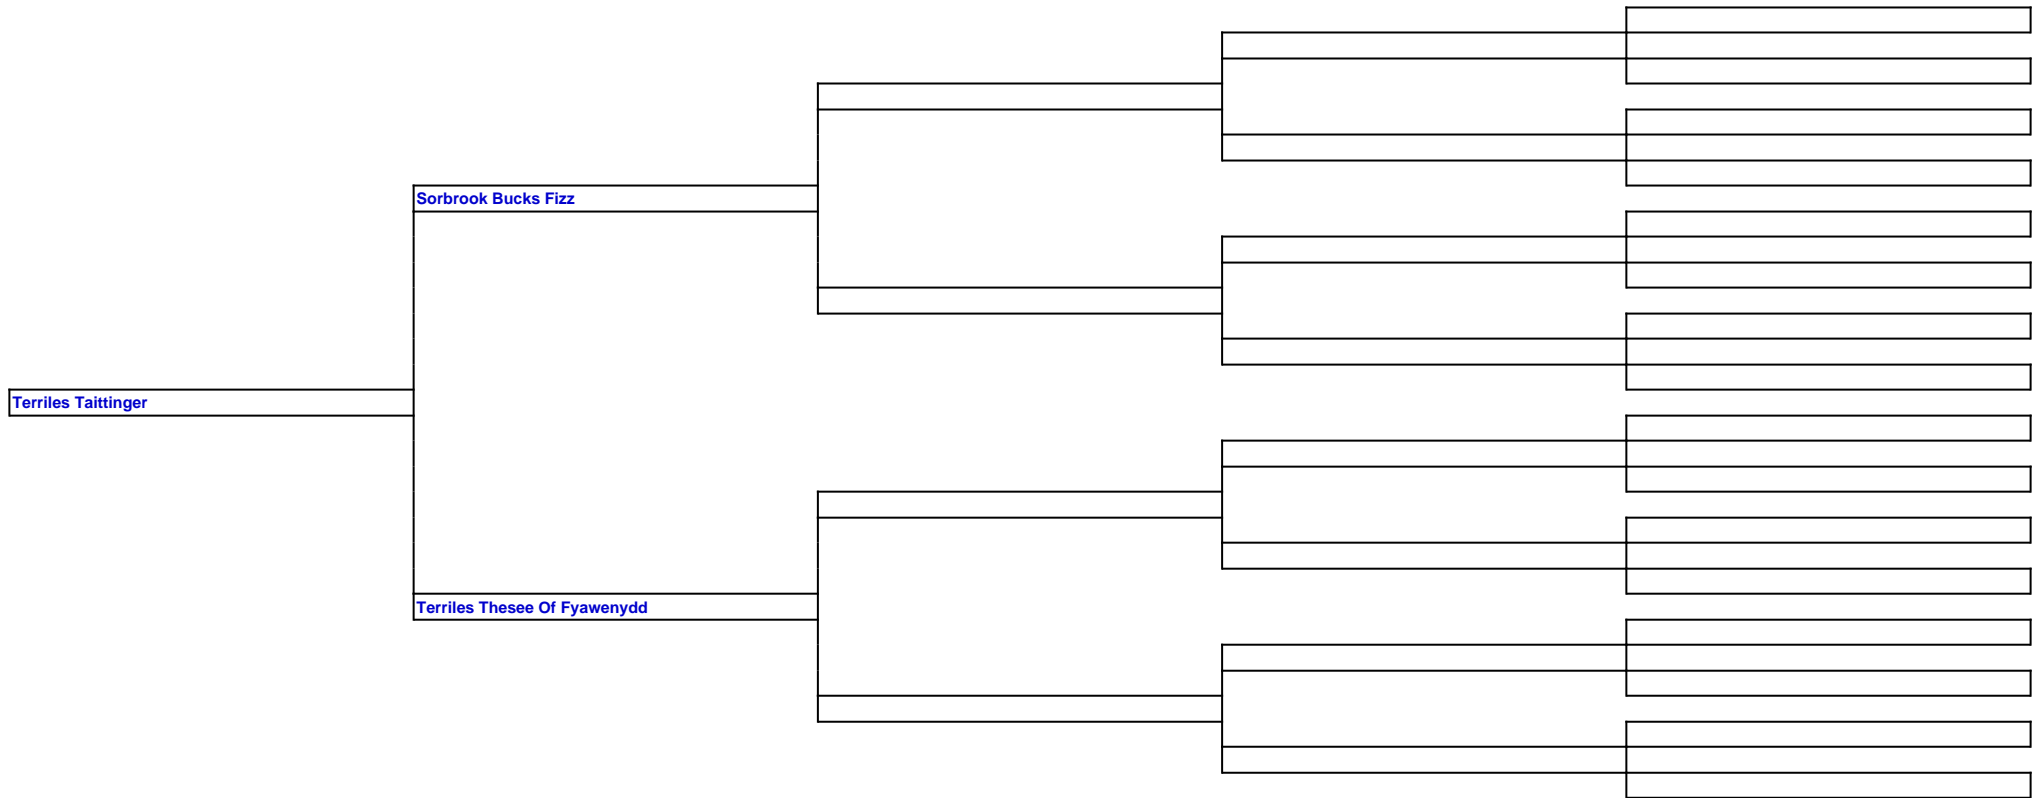 Sorbrook Bucks Fizz
Terriles Taittinger
Terriles Thesee Of Fyawenydd